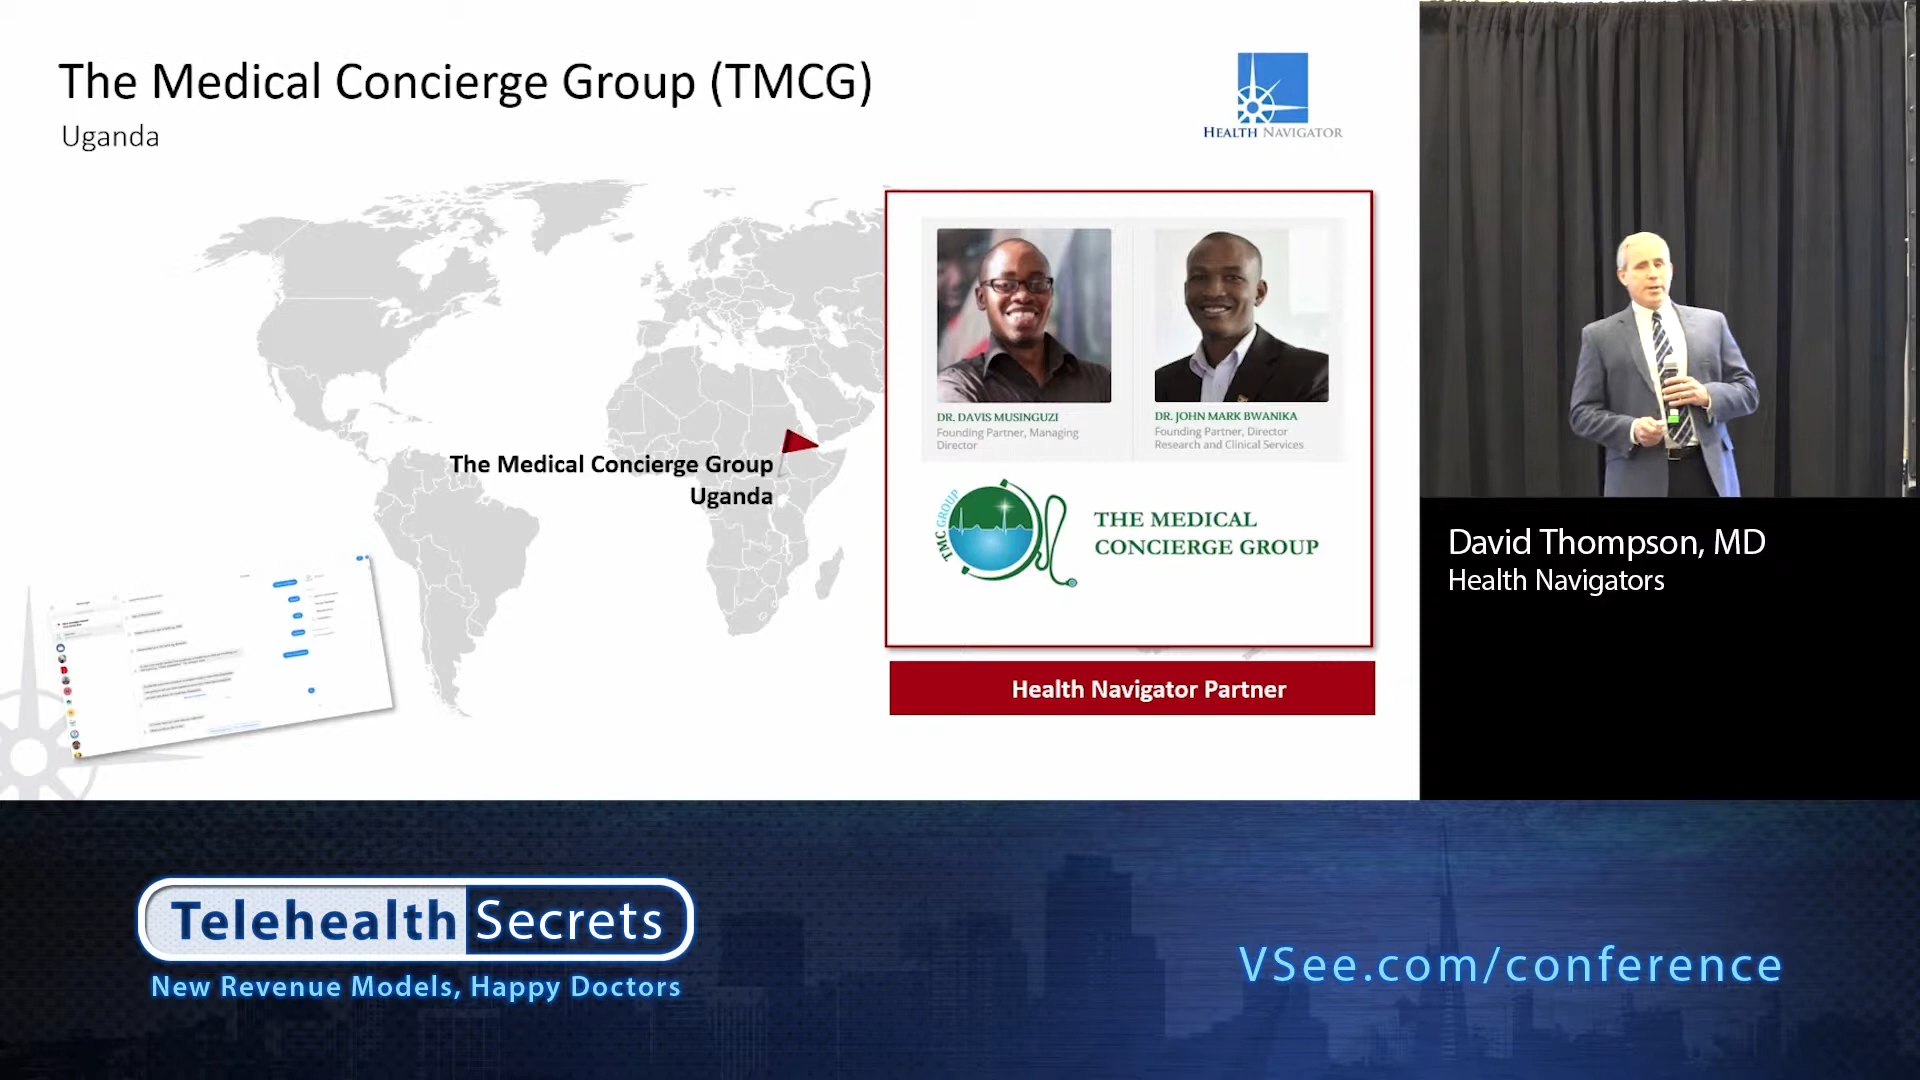 The Medical Concierge Group (TMCG)
Uganda
HEALTH NAVIGATOR
The Medical Concierge Group
Uganda
DR. DAVIS MUSINGUZI
Founding Partner, Managing
Director
DR. JOHN MARK BWANIKA
Founding Partner, Director
Research and Clinical Services
TMC GROUP
THE MEDICAL
CONCIERGE GROUP
Health Navigator Partner
David Thompson, MD
Health Navigators
Telehealth Secrets
New Revenue Models, Happy Doctors
VSee.com/conference